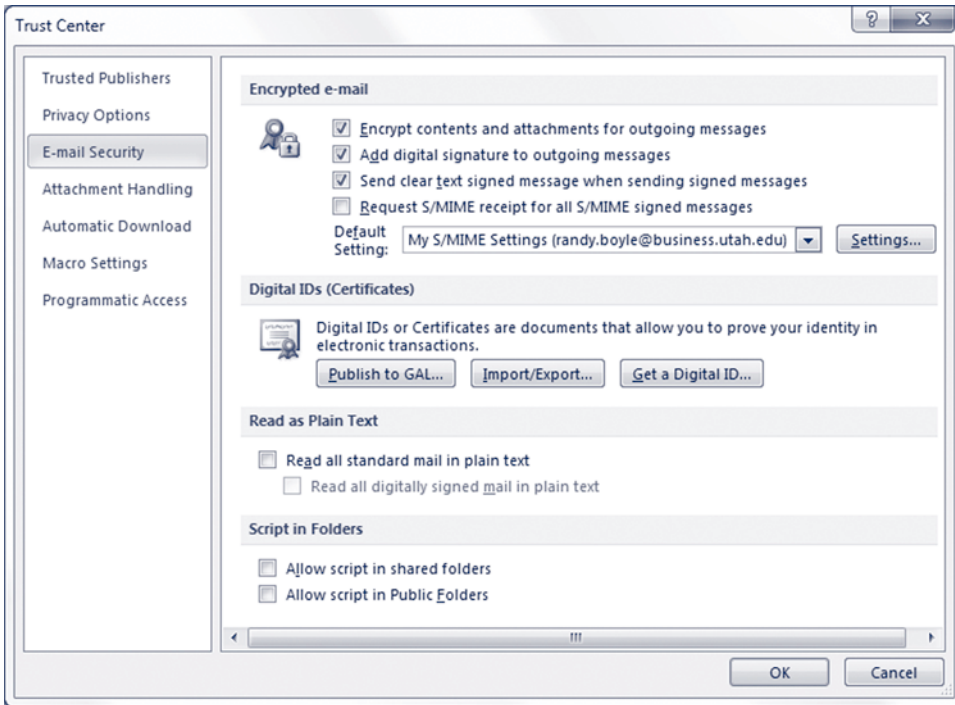 Trust Center
Trusted Publishers
Privacy Options
E-mail Security
Attachment Handling
Automatic Download
Macro Settings
Programmatic Access
Encrypted e-mail
Encrypt contents and attachments for outgoing messages
Add digital signature to outgoing messages
Send clear text signed message when sending signed messages
Request S/MIME receipt for all S/MIME signed messages
Default
Setting:
My S/MIME Settings (randy.boyle@business.utah.edu)
Settings...
Digital IDs (Certificates)
Digital IDs or Certificates are documents that allow you to prove your identity in
electronic transactions.
Publish to GAL...
Import/Export...
Get a Digital ID...
Read as Plain Text
Read all standard mail in plain text
Read all digitally signed mail in plain text
Script in Folders
Allow script in shared folders
Allow script in Public Folders
OK
Cancel